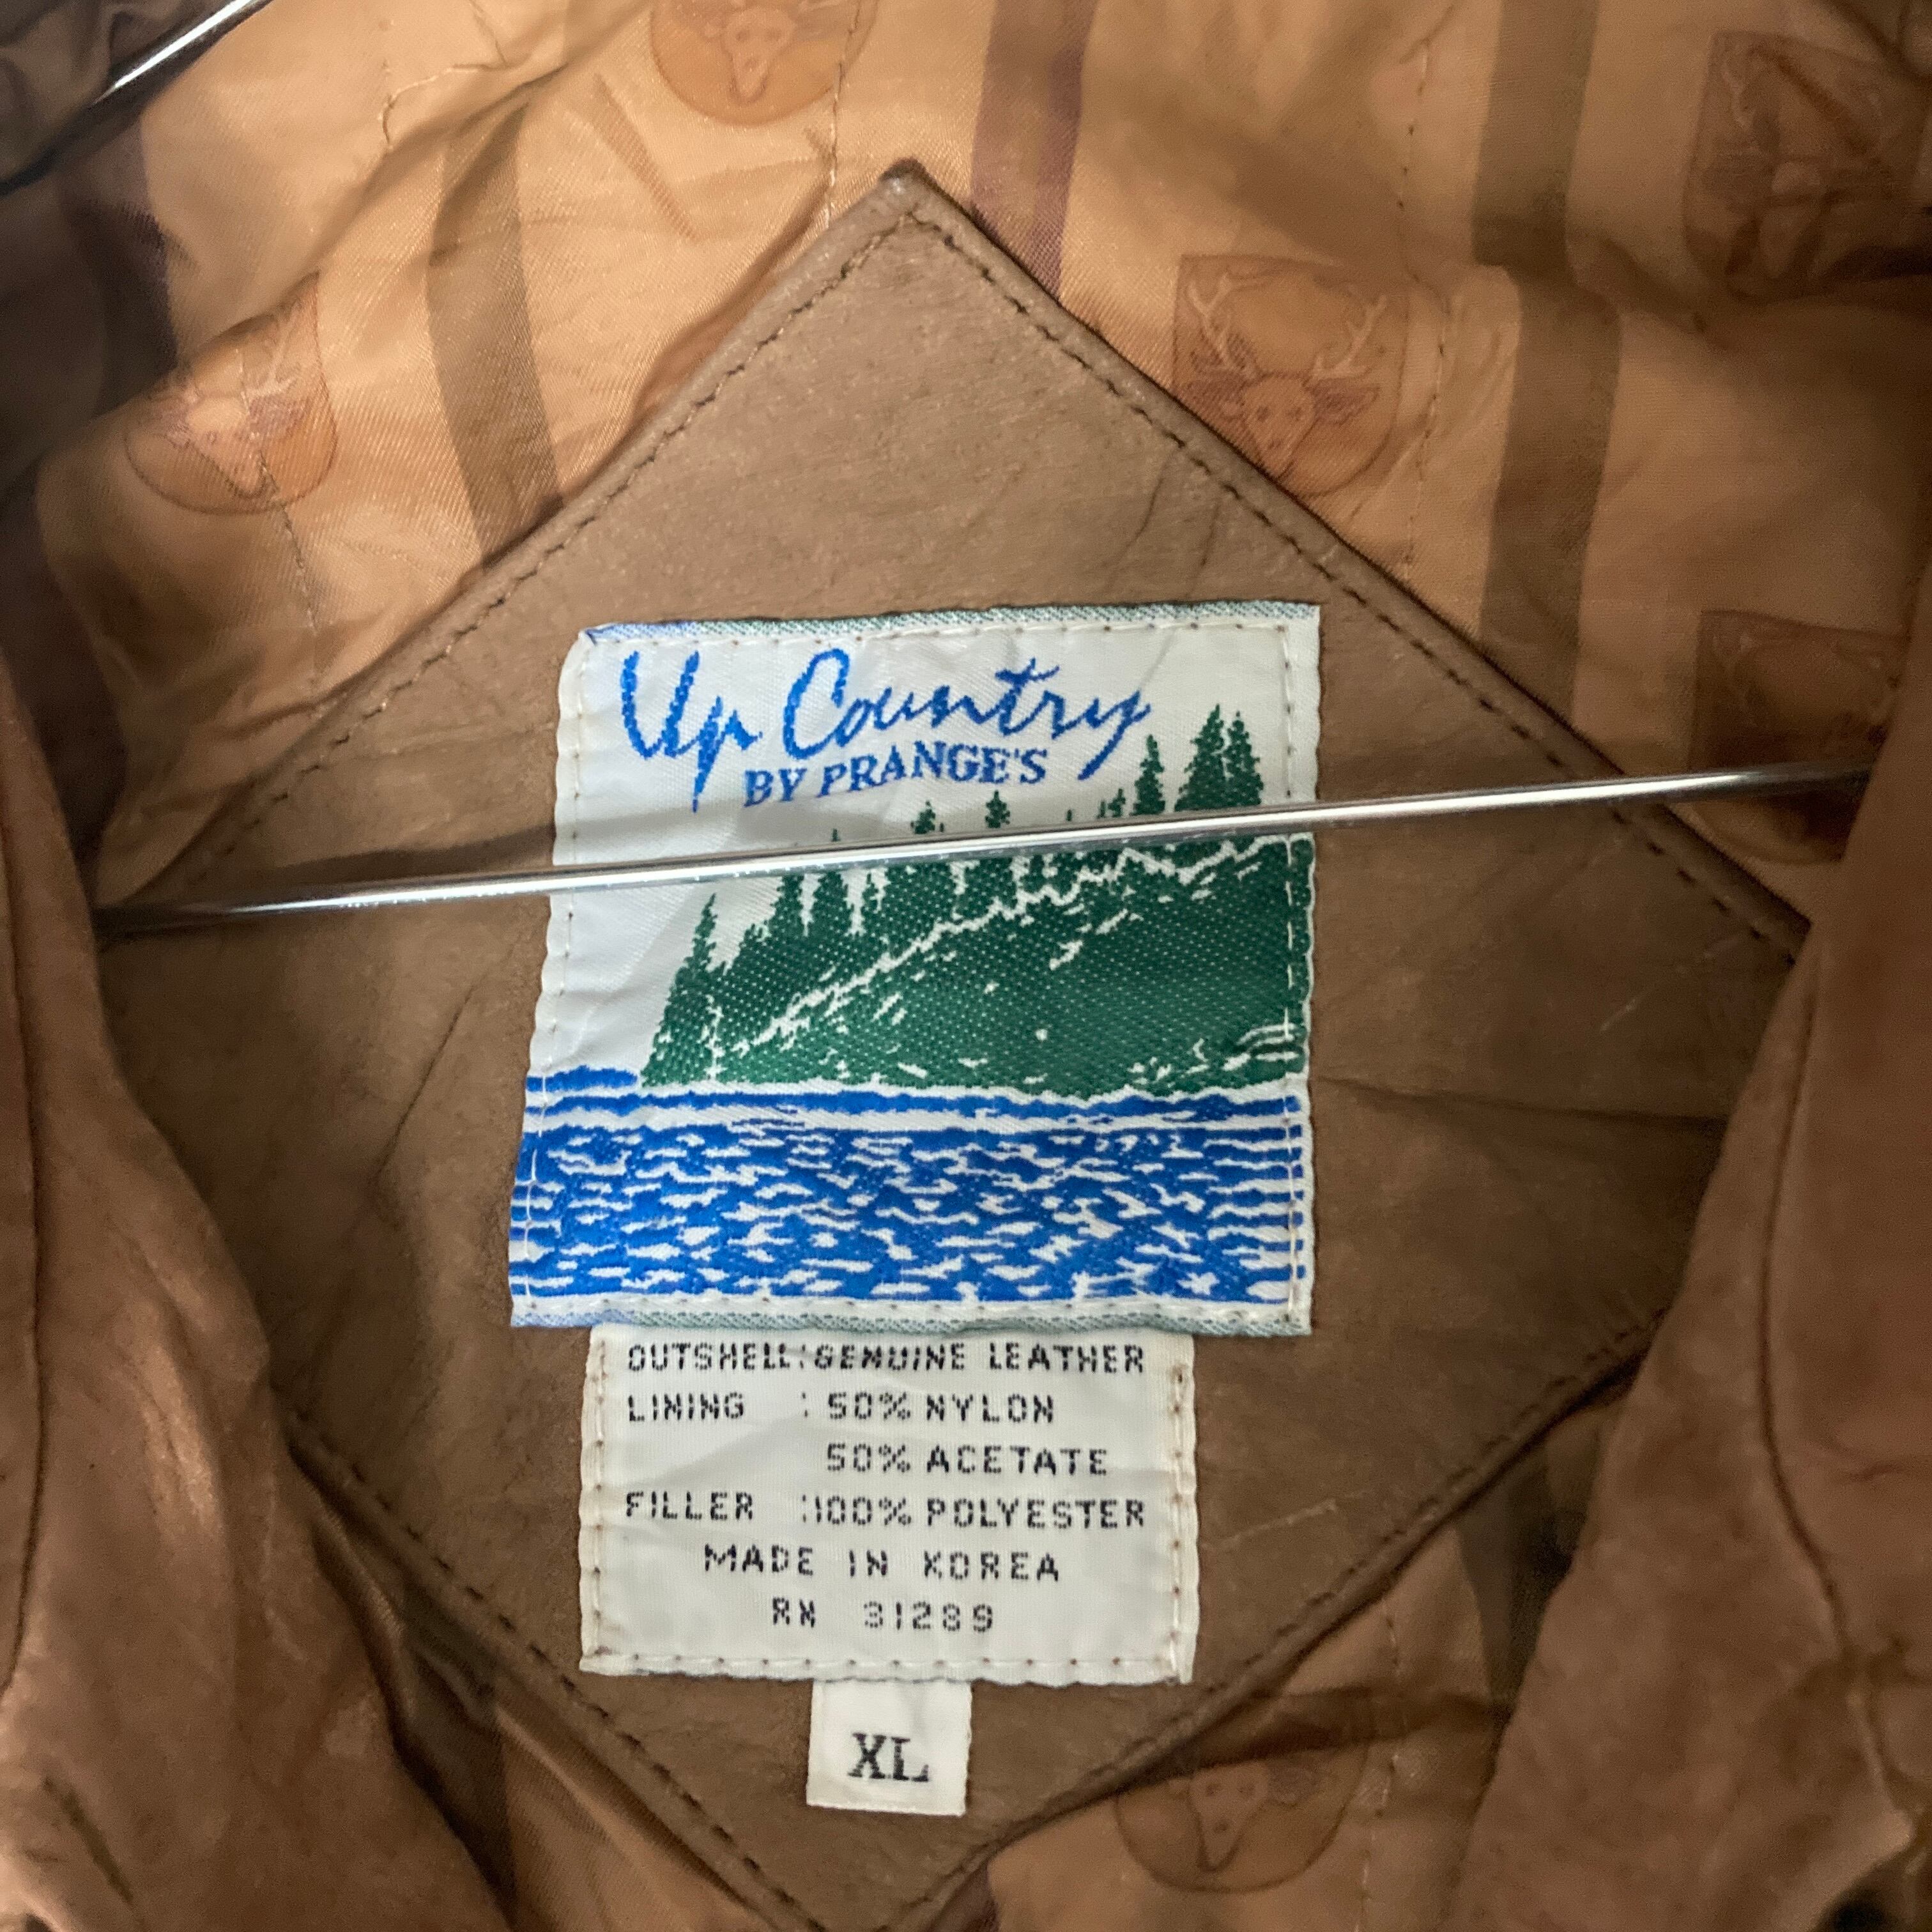 Up Country
BY PRANGE'S
OUTSHELL:GENUINE LEATHER
LINING : 50% NYLON
50% ACETATE
FILLER :100% POLYESTER
MADE IN KOREA
RN 31289
XL